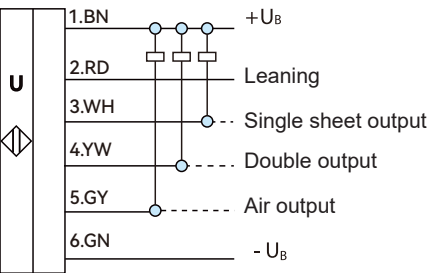 1.BN +UB
2.RD Leaning
3.WH Single sheet output
4.YW Double output
5.GY Air output
6.GN - UB
U